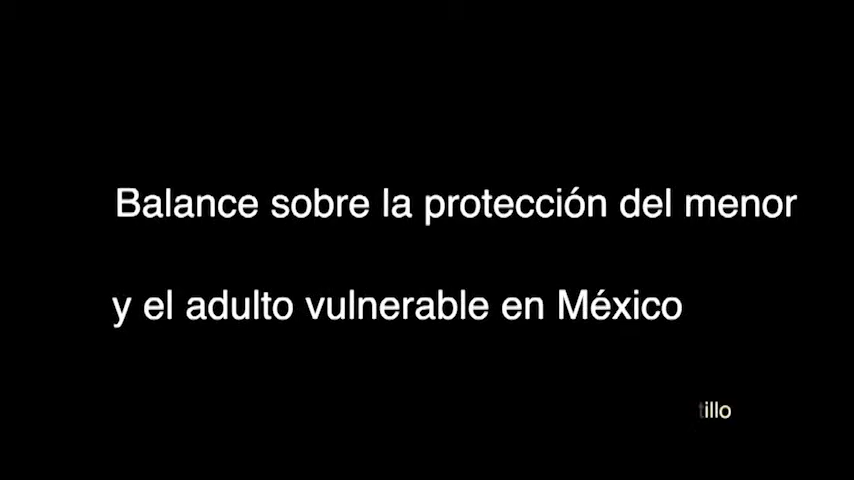 Balance sobre la protección del menor
y el adulto vulnerable en México
tillo